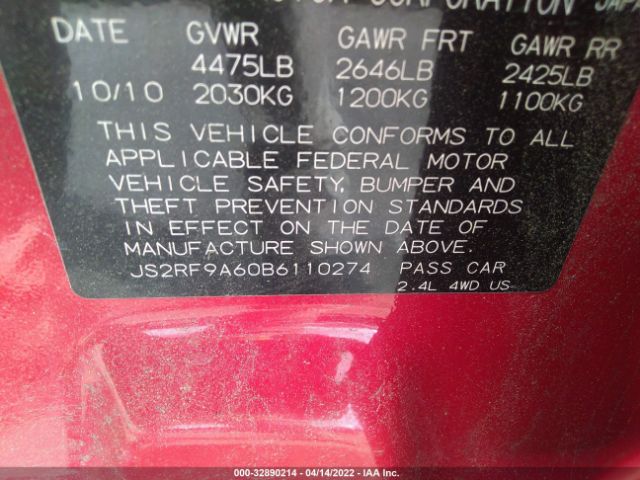 CORPORATION
DATE GVWR GAWR FRT GAWR RR
4475LB 2646LB 2425LB
10/10 2030KG 1200KG 1100KG
THIS VEHICLE CONFORMS TO ALL
APPLICABLE FEDERAL MOTOR
VEHICLE SAFETY, BUMPER AND
THEFT PREVENTION STANDARDS
IN EFFECT ON THE DATE OF
MANUFACTURE SHOWN ABOVE.
JS2RF9A60B6110274 PASS CAR
2.4L 4WD US
000-32890214 - 04/14/2022 - IAA Inc.